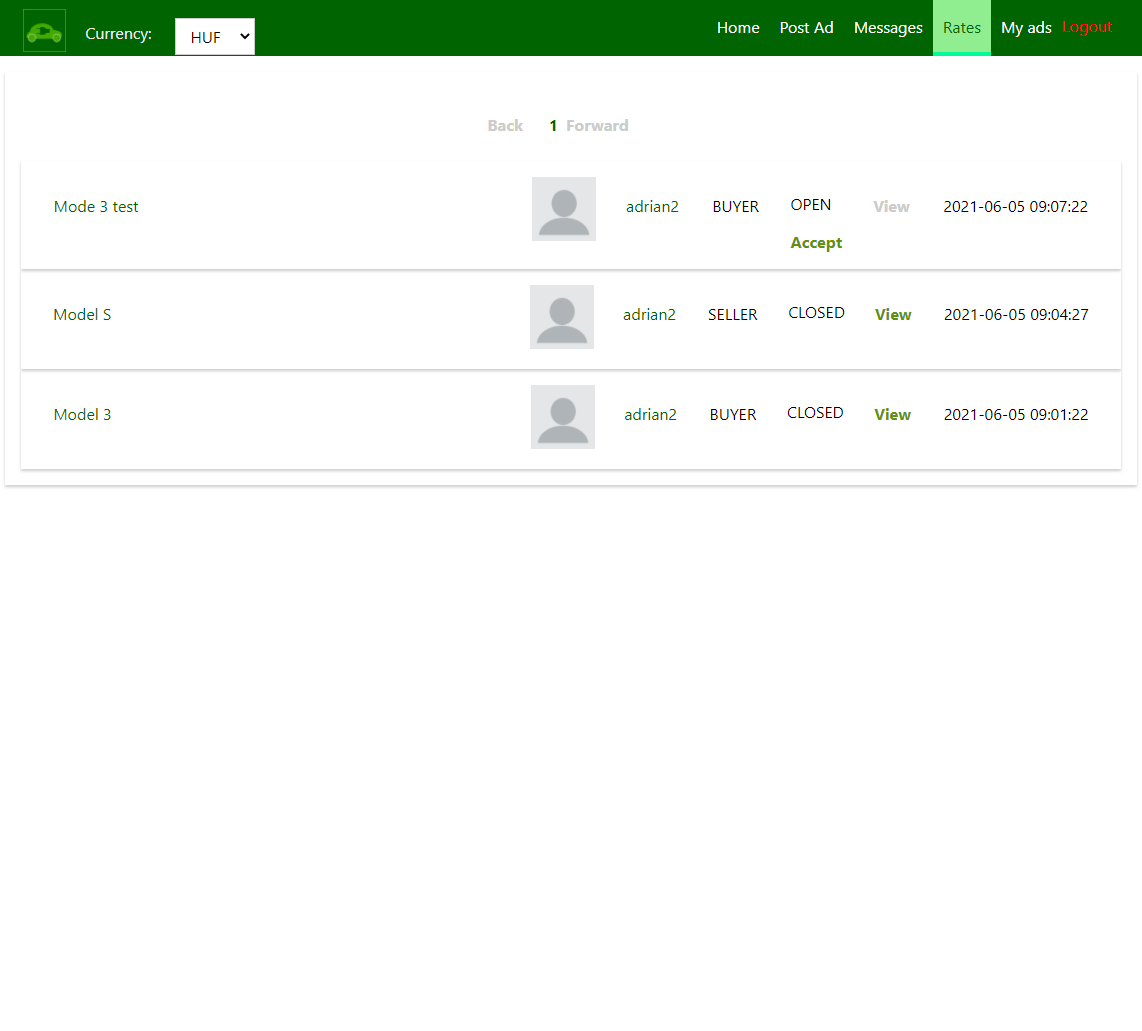 Currency: HUF Home Post Ad Messages Rates My ads Logout
Back 1 Forward
Mode 3 test adrian2 BUYER OPEN View 2021-06-05 09:07:22
Accept
Model S adrian2 SELLER CLOSED View 2021-06-05 09:04:27
Model 3 adrian2 BUYER CLOSED View 2021-06-05 09:01:22